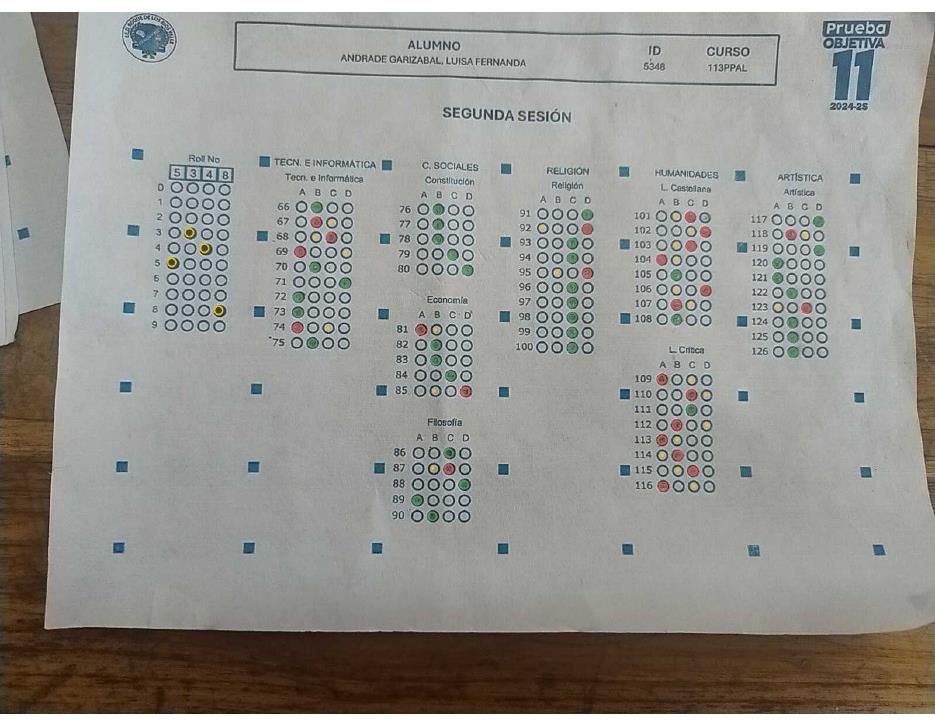 I.E.D. NORTE DE LOS ROBLES
ALUMNO
ANDRADE GARIZABAL, LUISA FERNANDA
ID
5348
CURSO
113PPAL
Prueba
OBJETIVA
11
2024-25
SEGUNDA SESIÓN
Roll No
5 3 4 8
0
1
2
3
4
5
6
7
8
9
TECN. E INFORMÁTICA
Tecn. e Informática
A B C D
66
67
68
69
70
71
72
73
74
75
C. SOCIALES
Constitución
A B C D
76
77
78
79
80
Economía
A B C D
81
82
83
84
85
Filosofía
A B C D
86
87
88
89
90
RELIGIÓN
Religión
A B C D
91
92
93
94
95
96
97
98
99
100
HUMANIDADES
L. Castellana
A B C D
101
102
103
104
105
106
107
108
L. Crítica
A B C D
109
110
111
112
113
114
115
116
ARTÍSTICA
Artística
A B C D
117
118
119
120
121
122
123
124
125
126